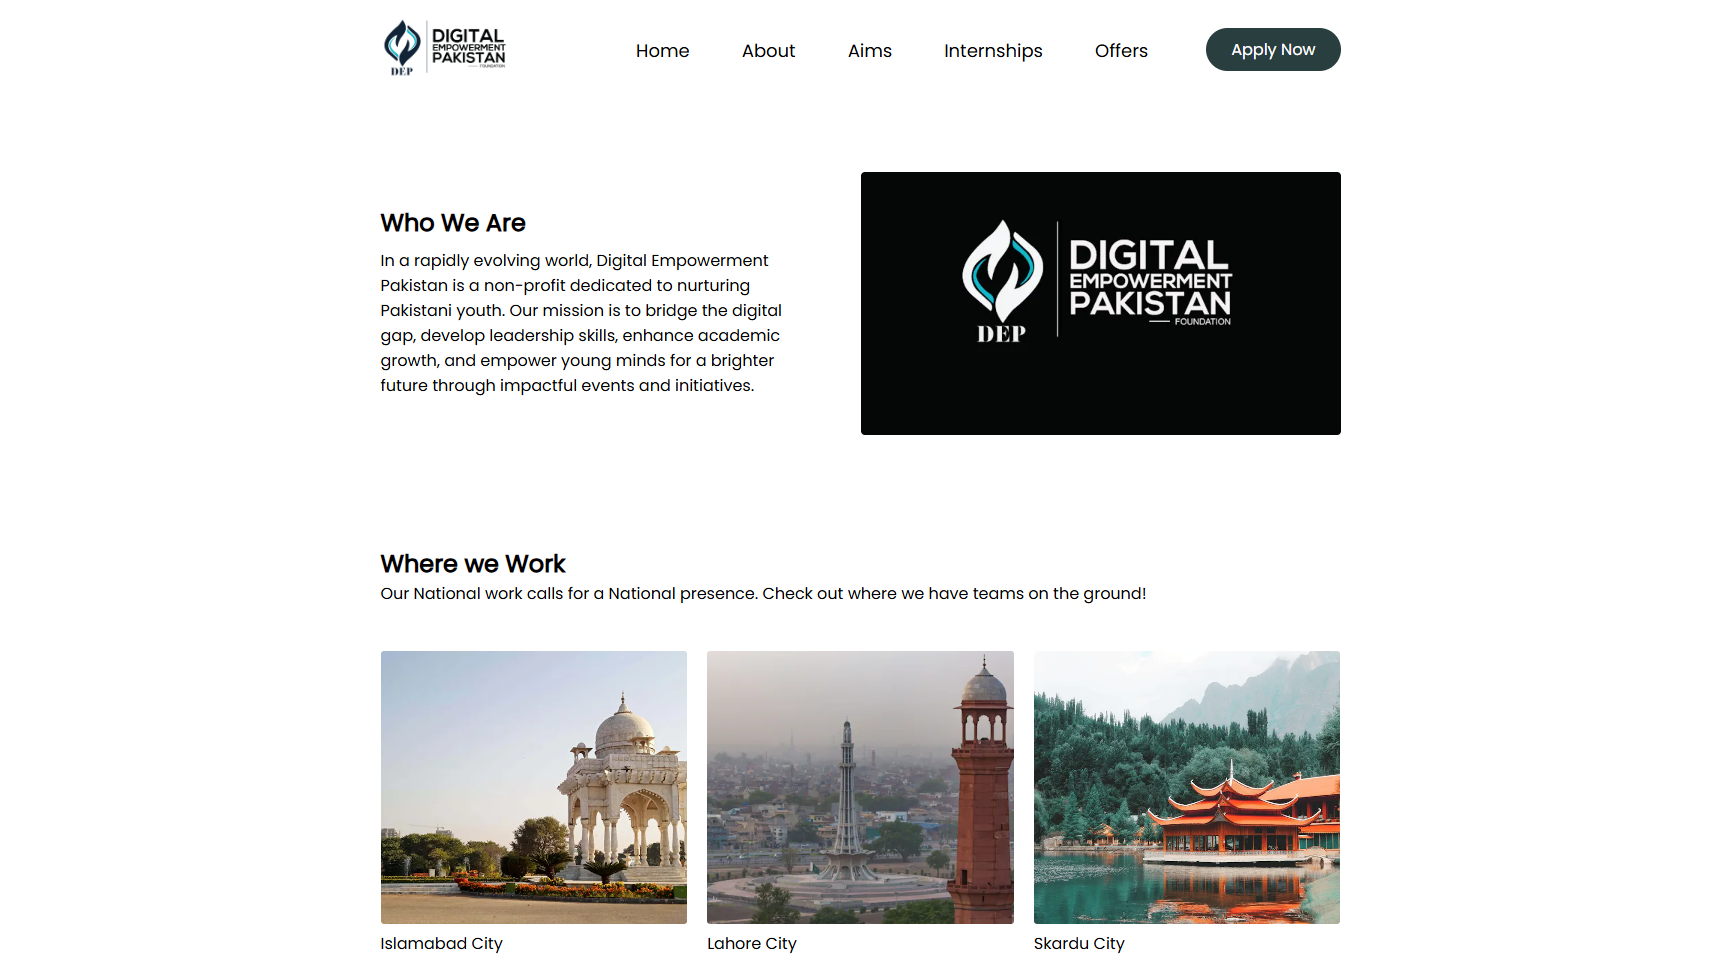 DIGITAL
EMPOWERMENT
PAKISTAN
FOUNDATION
DEP
Home
About
Aims
Internships
Offers
Apply Now
Who We Are
In a rapidly evolving world, Digital Empowerment
Pakistan is a non-profit dedicated to nurturing
Pakistani youth. Our mission is to bridge the digital
gap, develop leadership skills, enhance academic
growth, and empower young minds for a brighter
future through impactful events and initiatives.
DIGITAL
EMPOWERMENT
PAKISTAN
FOUNDATION
DEP
Where we Work
Our National work calls for a National presence. Check out where we have teams on the ground!
Islamabad City
Lahore City
Skardu City